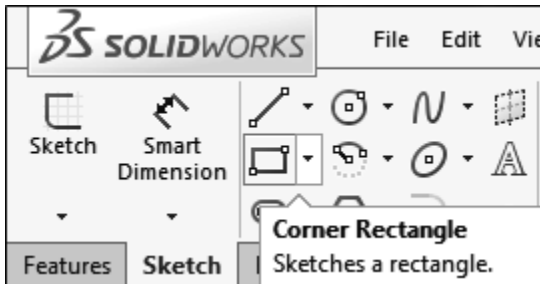 SOLIDWORKS File Edit
Sketch
Smart
Dimension
Corner Rectangle
Features Sketch Sketches a rectangle.